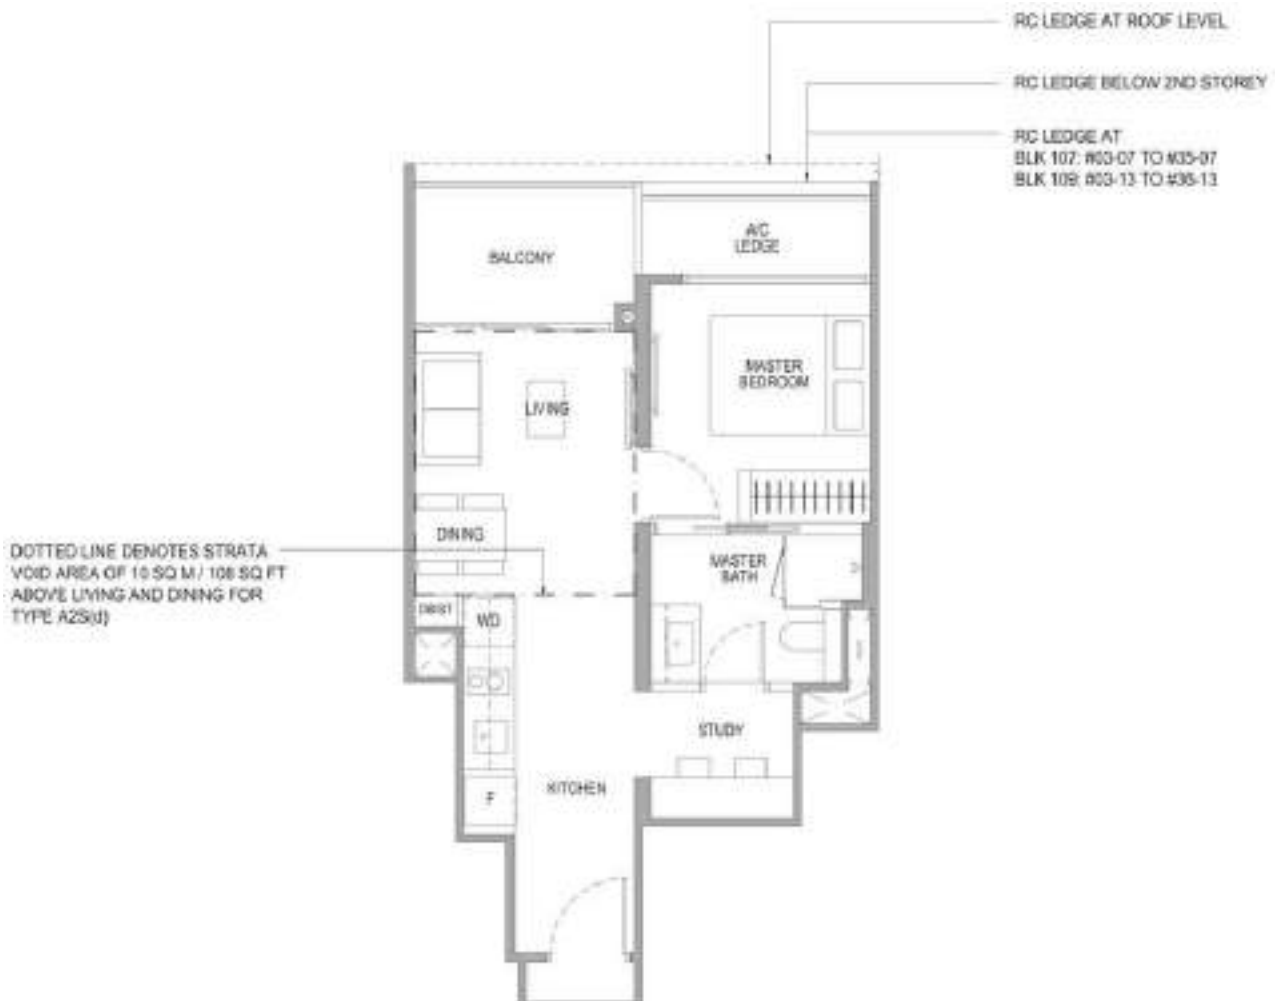 RC LEDGE AT ROOF LEVEL
RC LEDGE BELOW 2ND STOREY
RC LEDGE AT
BLK 107: #03-07 TO #35-07
BLK 109: #03-13 TO #36-13
A/C
LEDGE
BALCONY
MASTER
BEDROOM
LIVING
DINING
DOTTED LINE DENOTES STRATA
VOID AREA OF 10 SQ M / 108 SQ FT
ABOVE LIVING AND DINING FOR
TYPE A2S(d)
MASTER
BATH
DB/ST
WD
STUDY
KITCHEN
F